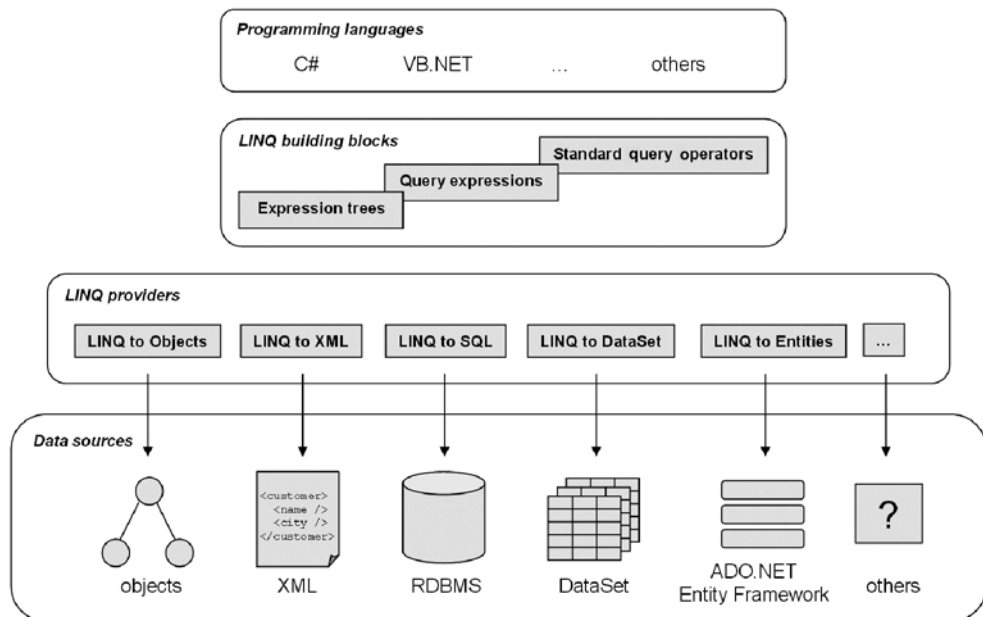 Programming languages
C# VB.NET ... others
LINQ building blocks
Standard query operators
Query expressions
Expression trees
LINQ providers
LINQ to Objects LINQ to XML LINQ to SQL LINQ to DataSet LINQ to Entities ...
Data sources
<customer>
<name />
<city />
</customer>
?
objects XML RDBMS DataSet ADO.NET
Entity Framework others